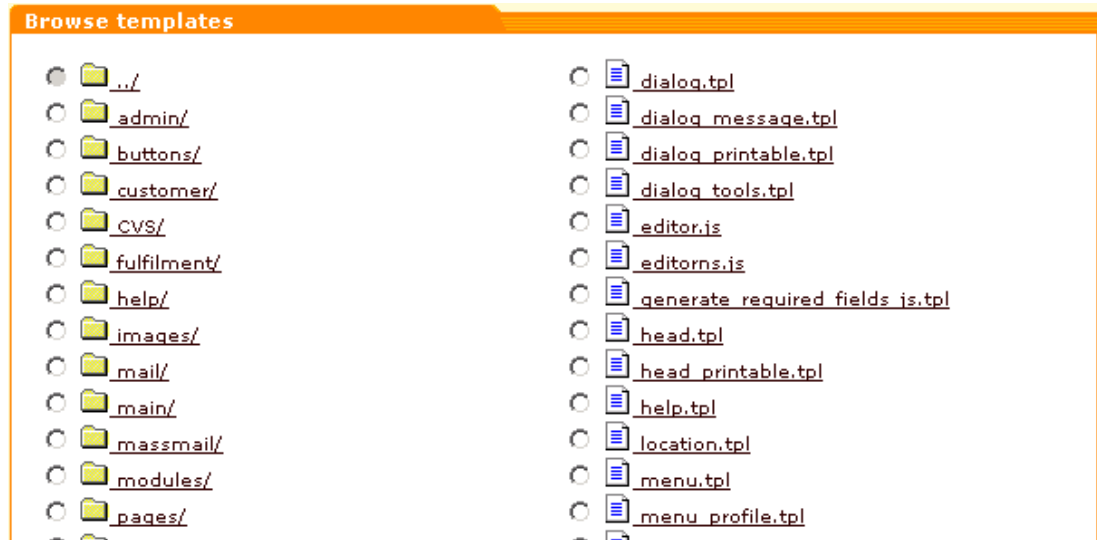 Browse templates
../
admin/
buttons/
customer/
CVS/
fulfilment/
help/
images/
mail/
main/
massmail/
modules/
pages/
dialog.tpl
dialog_message.tpl
dialog_printable.tpl
dialog_tools.tpl
editor.js
editorns.js
generate_required_fields_js.tpl
head.tpl
head_printable.tpl
help.tpl
location.tpl
menu.tpl
menu_profile.tpl